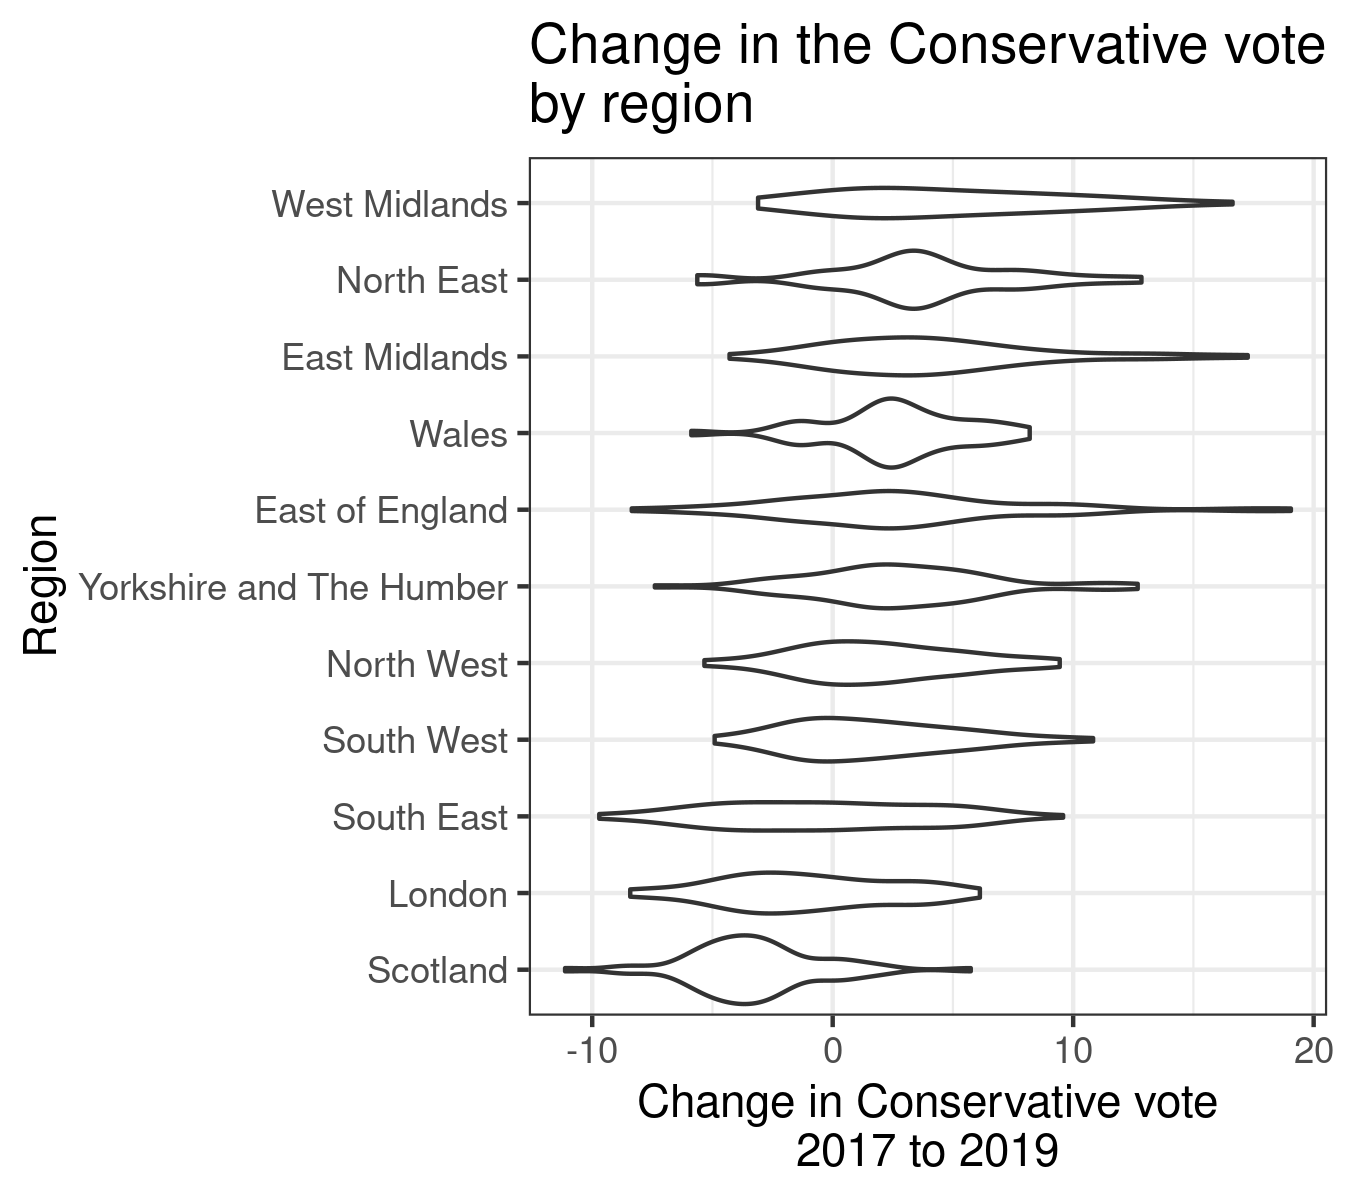 Change in the Conservative vote
by region
Region
West Midlands
North East
East Midlands
Wales
East of England
Yorkshire and The Humber
North West
South West
South East
London
Scotland
-10 0 10 20
Change in Conservative vote
2017 to 2019